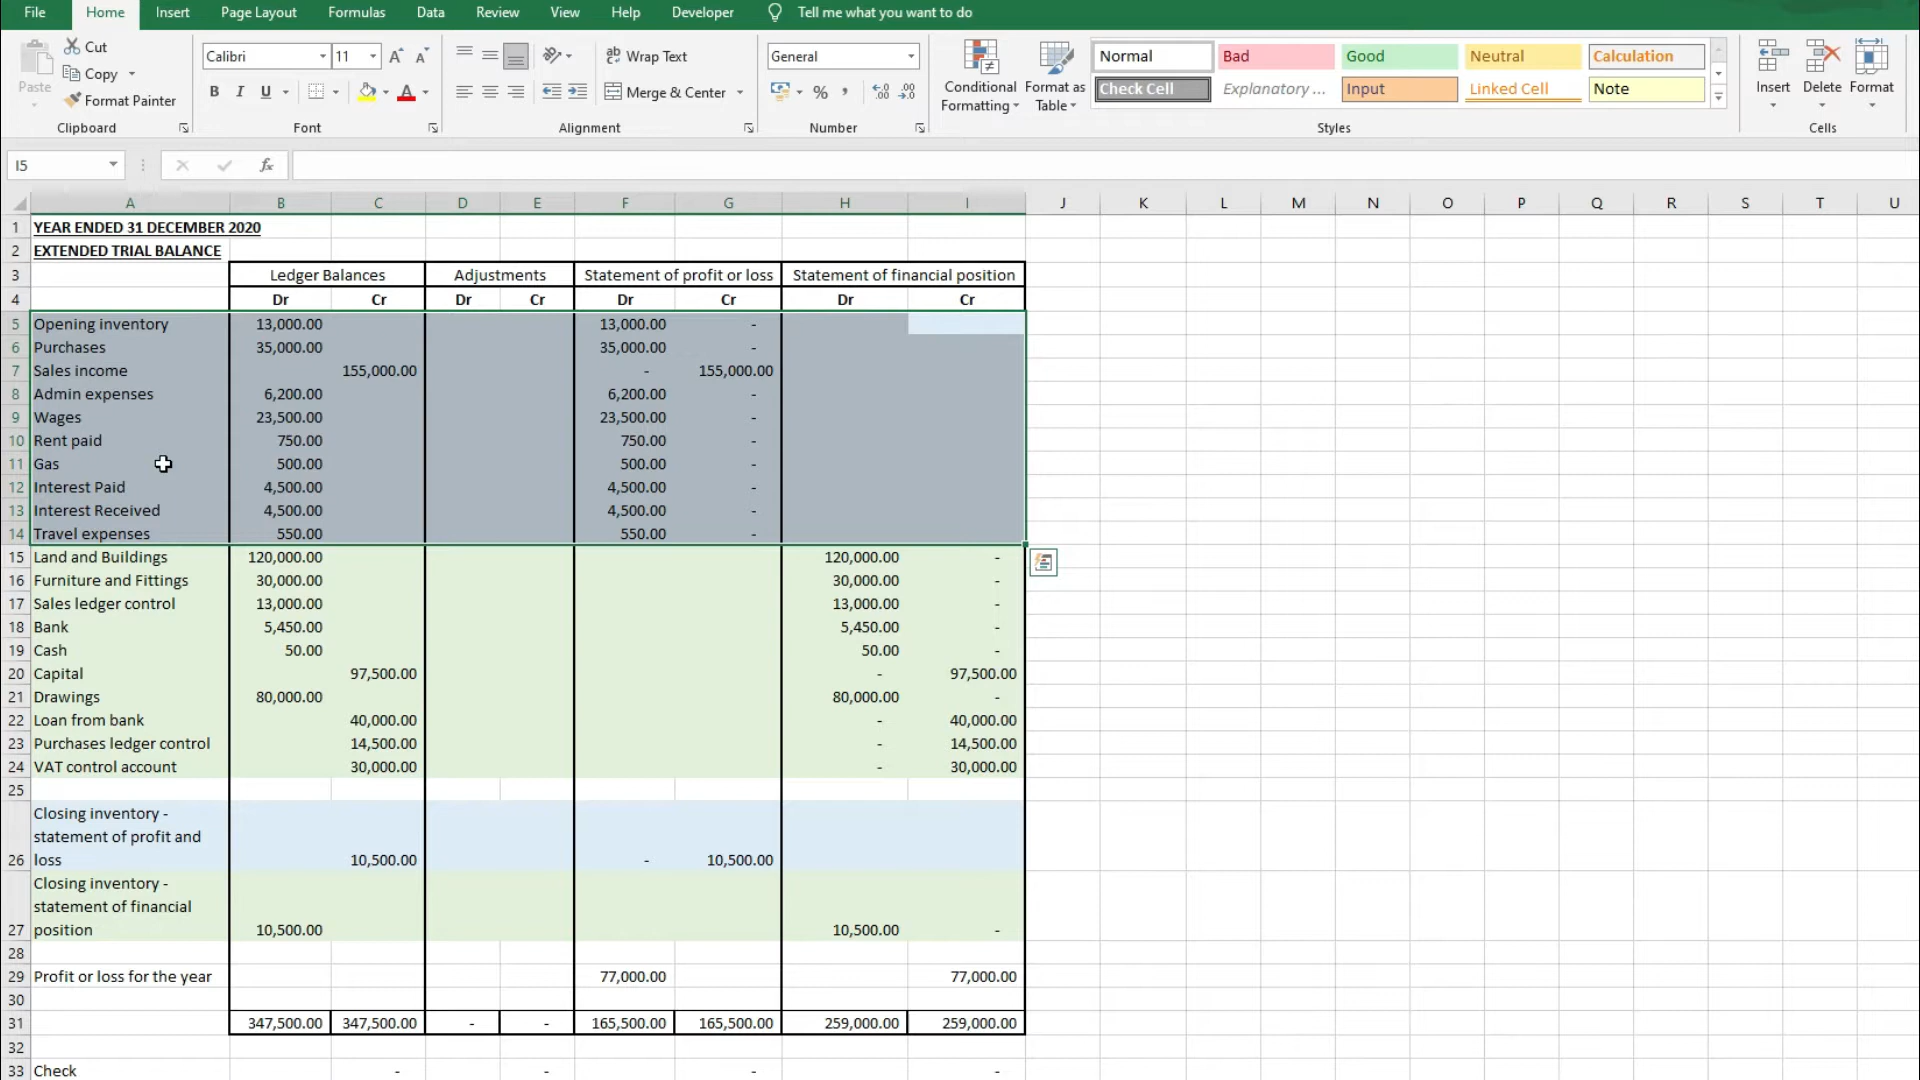 File Home Insert Page Layout Formulas Data Review View Help Developer Tell me what you want to do
Paste
Cut
Copy
Format Painter
Clipboard
Calibri 11
B I U
Font
Wrap Text
Merge & Center
Alignment
General
% ,
Number
Conditional Formatting
Format as Table
Normal Bad Good Neutral Calculation
Check Cell Explanatory ... Input Linked Cell Note
Styles
Insert Delete Format
Cells
I5 fx
A B C D E F G H I J K L M N O P Q R S T U
1 YEAR ENDED 31 DECEMBER 2020
2 EXTENDED TRIAL BALANCE
3 Ledger Balances Adjustments Statement of profit or loss Statement of financial position
4 Dr Cr Dr Cr Dr Cr Dr Cr
5 Opening inventory 13,000.00 13,000.00 -
6 Purchases 35,000.00 35,000.00 -
7 Sales income 155,000.00 - 155,000.00
8 Admin expenses 6,200.00 6,200.00 -
9 Wages 23,500.00 23,500.00 -
10 Rent paid 750.00 750.00 -
11 Gas 500.00 500.00 -
12 Interest Paid 4,500.00 4,500.00 -
13 Interest Received 4,500.00 4,500.00 -
14 Travel expenses 550.00 550.00 -
15 Land and Buildings 120,000.00 120,000.00 -
16 Furniture and Fittings 30,000.00 30,000.00 -
17 Sales ledger control 13,000.00 13,000.00 -
18 Bank 5,450.00 5,450.00 -
19 Cash 50.00 50.00 -
20 Capital 97,500.00 - 97,500.00
21 Drawings 80,000.00 80,000.00 -
22 Loan from bank 40,000.00 - 40,000.00
23 Purchases ledger control 14,500.00 - 14,500.00
24 VAT control account 30,000.00 - 30,000.00
25
Closing inventory -
statement of profit and
26 loss 10,500.00 - 10,500.00
Closing inventory -
statement of financial
27 position 10,500.00 10,500.00 -
28
29 Profit or loss for the year 77,000.00 77,000.00
30
31 347,500.00 347,500.00 - - 165,500.00 165,500.00 259,000.00 259,000.00
32
33 Check - - - -